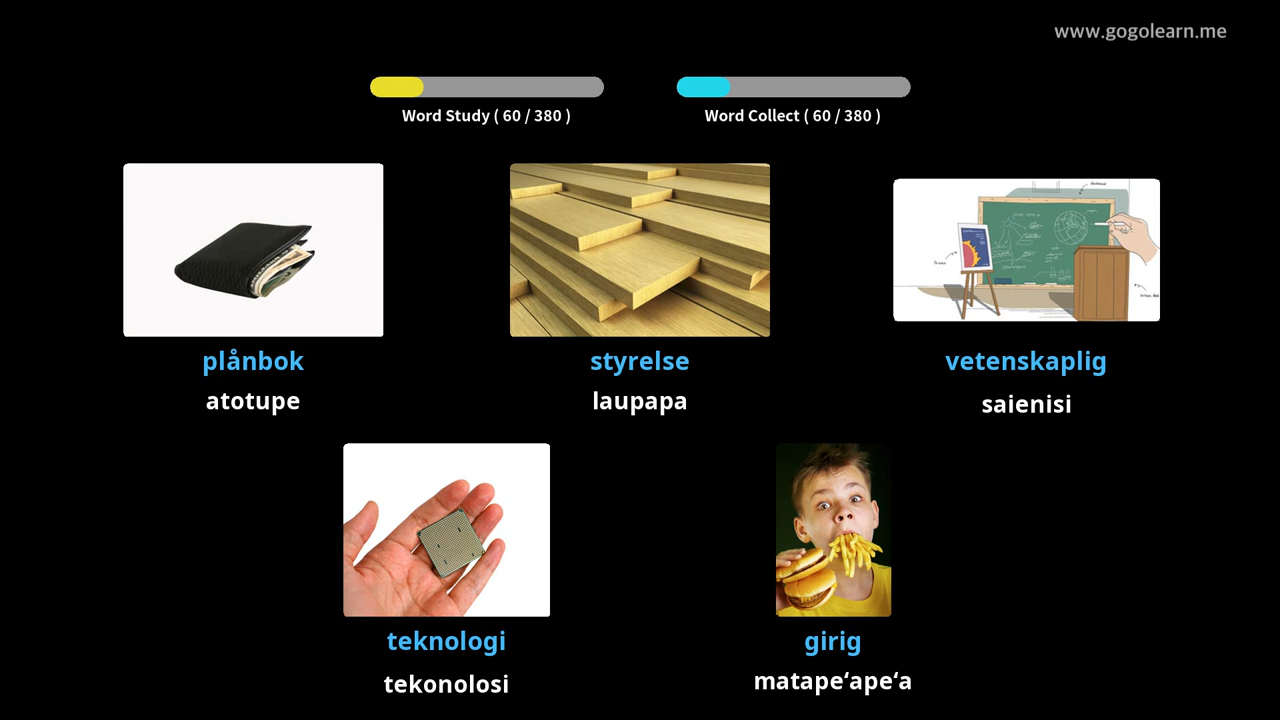 www.gogolearn.me
Word Study ( 60 / 380 )
Word Collect ( 60 / 380 )
plånbok
atotupe
styrelse
laupapa
vetenskaplig
saienisi
teknologi
tekonolosi
girig
matapeʻapeʻa